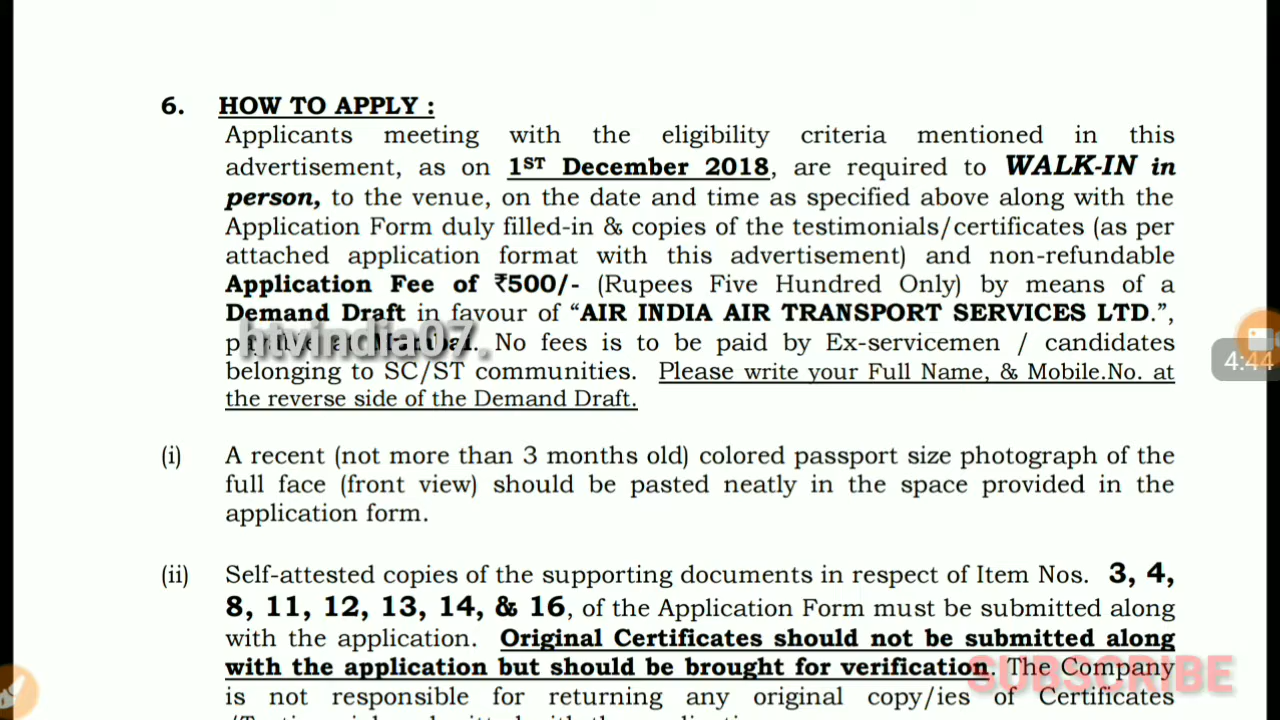 6. HOW TO APPLY :
Applicants meeting with the eligibility criteria mentioned in this
advertisement, as on 1ST December 2018, are required to WALK-IN in
person, to the venue, on the date and time as specified above along with the
Application Form duly filled-in & copies of the testimonials/certificates (as per
attached application format with this advertisement) and non-refundable
Application Fee of ₹500/- (Rupees Five Hundred Only) by means of a
Demand Draft in favour of “AIR INDIA AIR TRANSPORT SERVICES LTD.”,
payable at Mumbai. No fees is to be paid by Ex-servicemen / candidates
htvindia07.
4:44
belonging to SC/ST communities. Please write your Full Name, & Mobile.No. at
the reverse side of the Demand Draft.
(i) A recent (not more than 3 months old) colored passport size photograph of the
full face (front view) should be pasted neatly in the space provided in the
application form.
(ii) Self-attested copies of the supporting documents in respect of Item Nos. 3, 4,
8, 11, 12, 13, 14, & 16, of the Application Form must be submitted along
with the application. Original Certificates should not be submitted along
with the application but should be brought for verification. The Company
SUBSCRIBE
is not responsible for returning any original copy/ies of Certificates